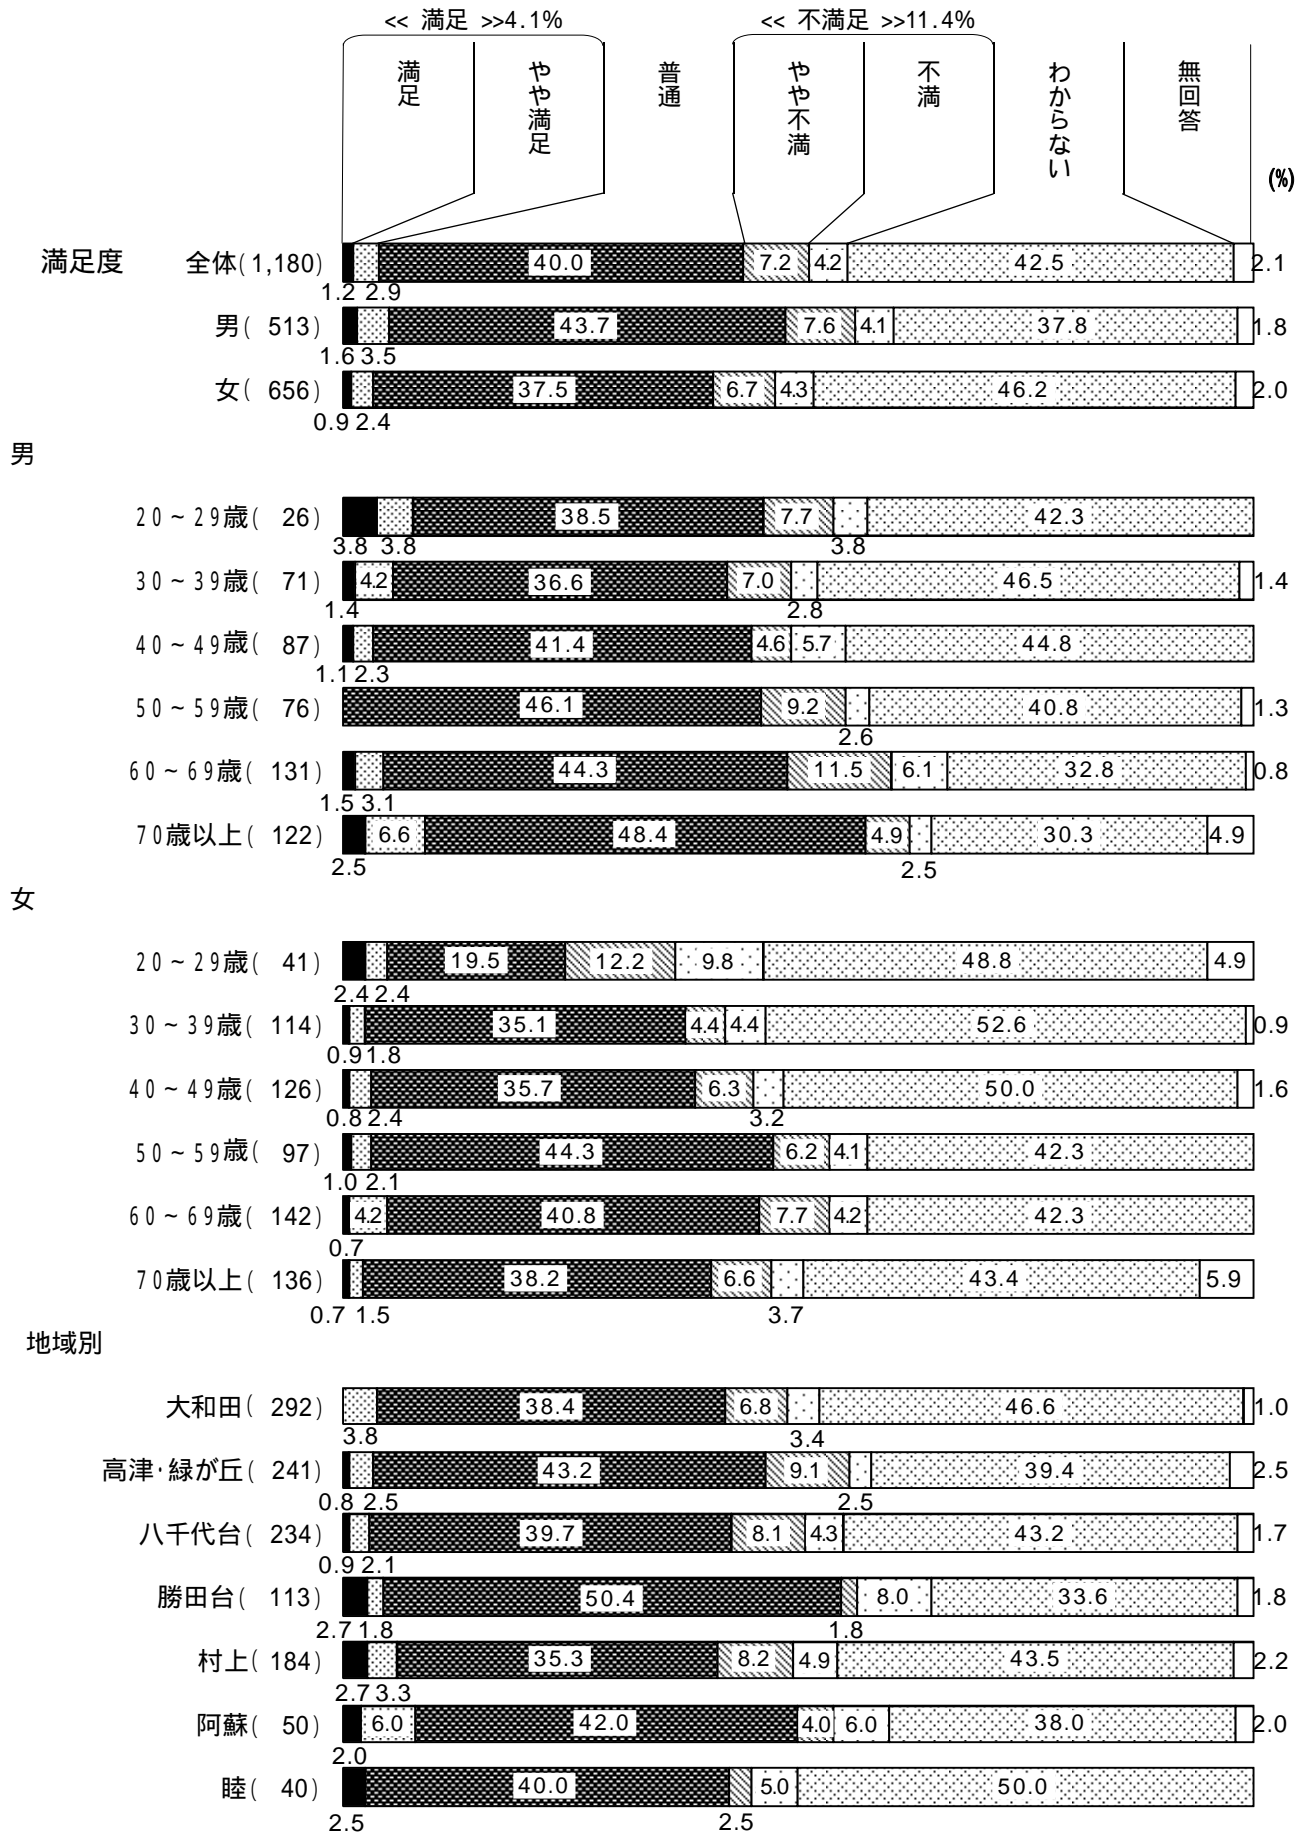 << 満足 >>4.1%
<< 不満足 >>11.4%
満足
やや満足
普通
やや不満
不満
わからない
無回答
(%)
満足度 全体(1,180) 40.0 7.2 4.2 42.5 2.1
1.2 2.9
男( 513) 43.7 7.6 4.1 37.8 1.8
1.6 3.5
女( 656) 37.5 6.7 4.3 46.2 2.0
0.9 2.4
男
20~29歳( 26) 38.5 7.7 42.3
3.8 3.8 3.8
30~39歳( 71) 4.2 36.6 7.0 46.5 1.4
1.4 2.8
40~49歳( 87) 41.4 4.6 5.7 44.8
1.1 2.3
50~59歳( 76) 46.1 9.2 40.8 1.3
2.6
60~69歳( 131) 44.3 11.5 6.1 32.8 0.8
1.5 3.1
70歳以上( 122) 6.6 48.4 4.9 30.3 4.9
2.5 2.5
女
20~29歳( 41) 19.5 12.2 9.8 48.8 4.9
2.4 2.4
30~39歳( 114) 35.1 4.4 4.4 52.6 0.9
0.9 1.8
40~49歳( 126) 35.7 6.3 50.0 1.6
0.8 2.4 3.2
50~59歳( 97) 44.3 6.2 4.1 42.3
1.0 2.1
60~69歳( 142) 4.2 40.8 7.7 4.2 42.3
0.7
70歳以上( 136) 38.2 6.6 43.4 5.9
0.7 1.5 3.7
地域別
大和田( 292) 38.4 6.8 46.6 1.0
3.8 3.4
高津・緑が丘( 241) 43.2 9.1 39.4 2.5
0.8 2.5 2.5
八千代台( 234) 39.7 8.1 4.3 43.2 1.7
0.9 2.1
勝田台( 113) 50.4 8.0 33.6 1.8
2.7 1.8 1.8
村上( 184) 35.3 8.2 4.9 43.5 2.2
2.7 3.3
阿蘇( 50) 6.0 42.0 4.0 6.0 38.0 2.0
2.0
睦( 40) 40.0 5.0 50.0
2.5 2.5